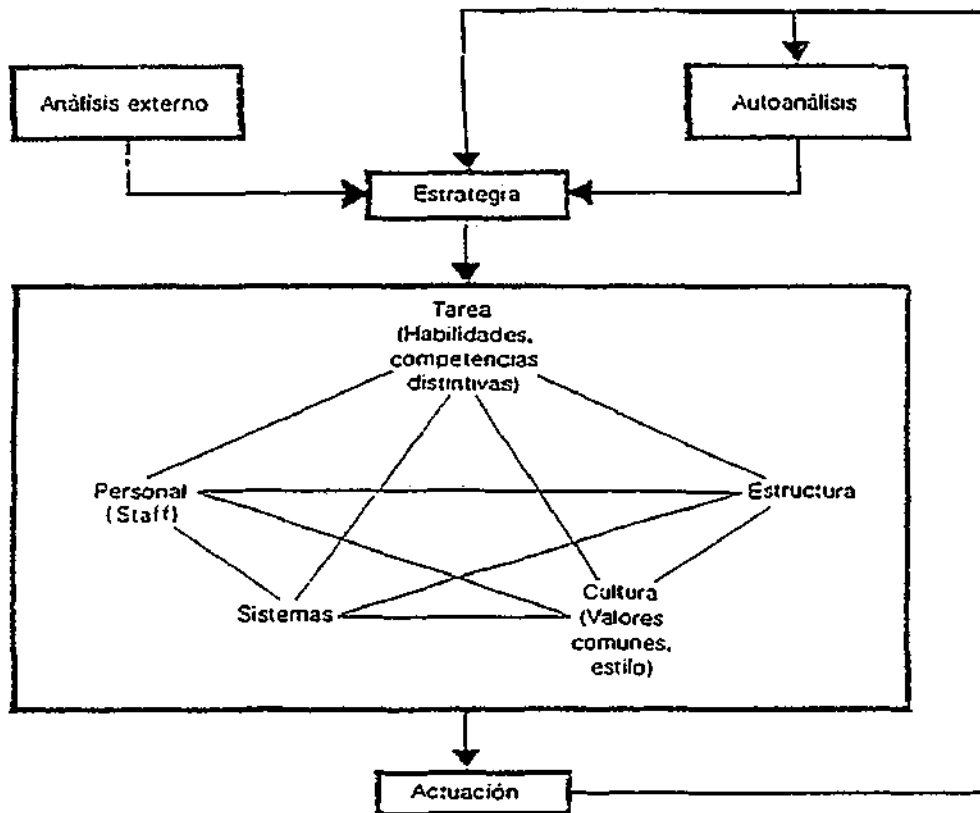 Análisis externo
Autoanálisis
Estrategia
Tarea
(Habilidades,
competencias
distintivas)
Personal
(Staff)
Estructura
Sistemas
Cultura
(Valores
comunes,
estilo)
Actuación